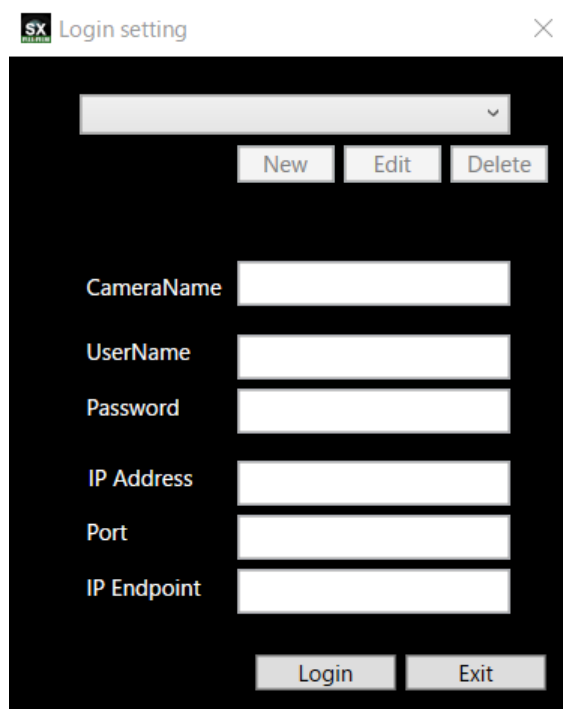 SX Login setting
New Edit Delete
CameraName
UserName
Password
IP Address
Port
IP Endpoint
Login Exit